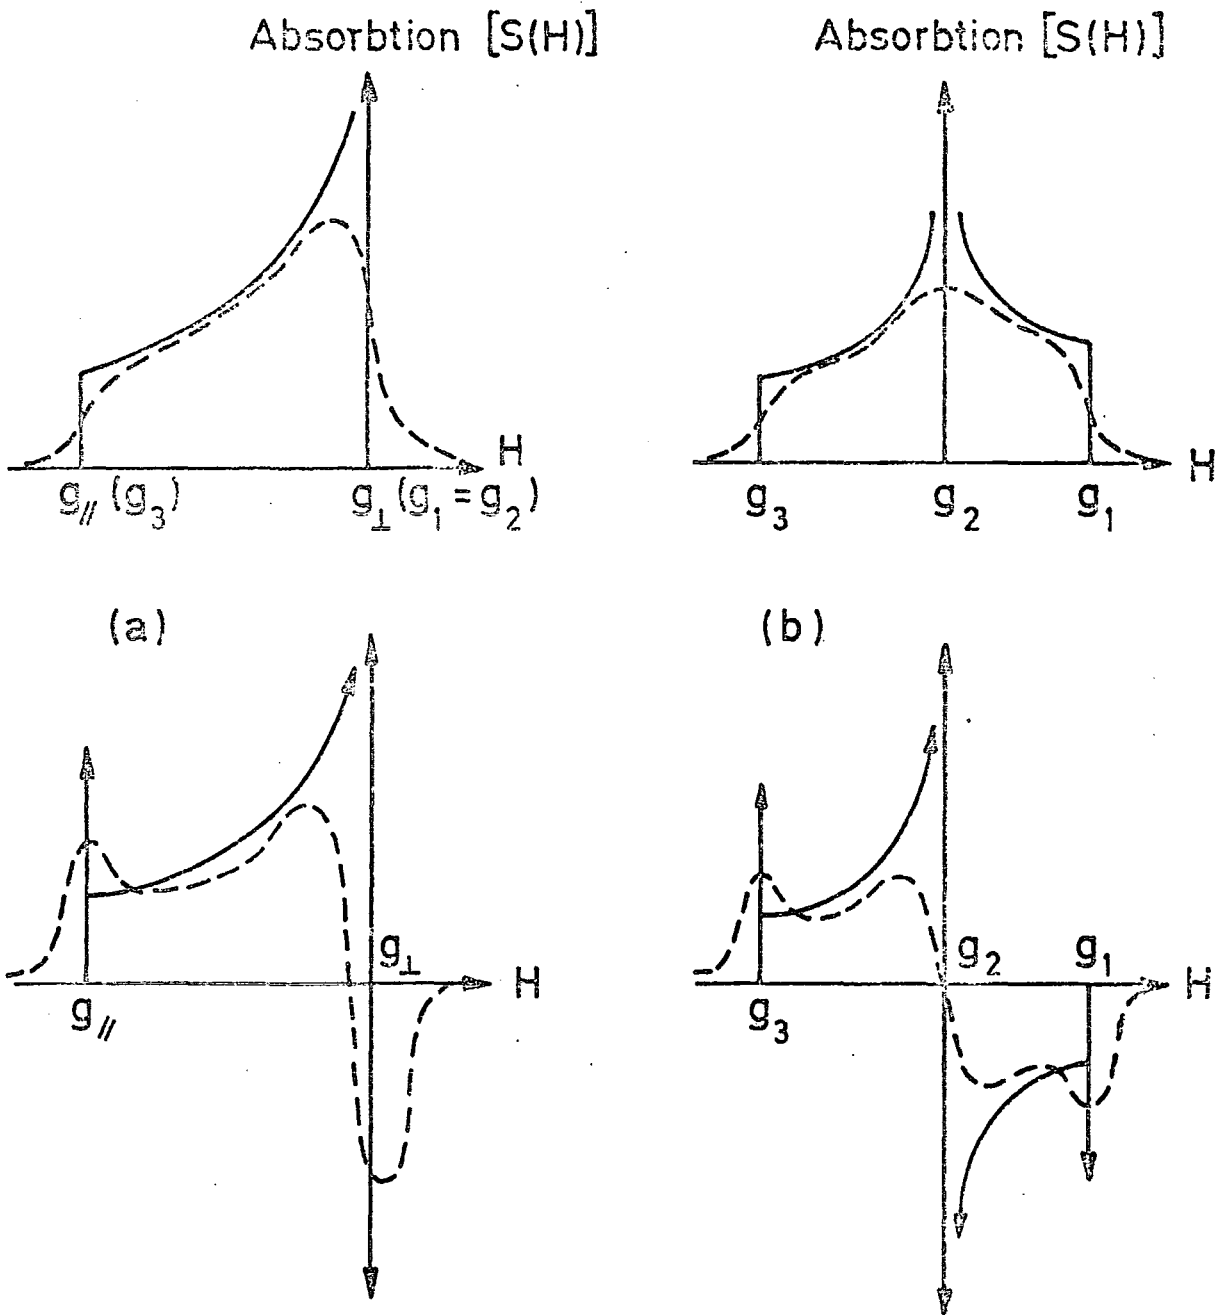 Absorbtion [S(H)]
Absorbtion [S(H)]
H
g// (g3)
g⊥ (g1 = g2)
H
g3
g2
g1
(a)
(b)
g⊥
H
g//
g2
g1
H
g3